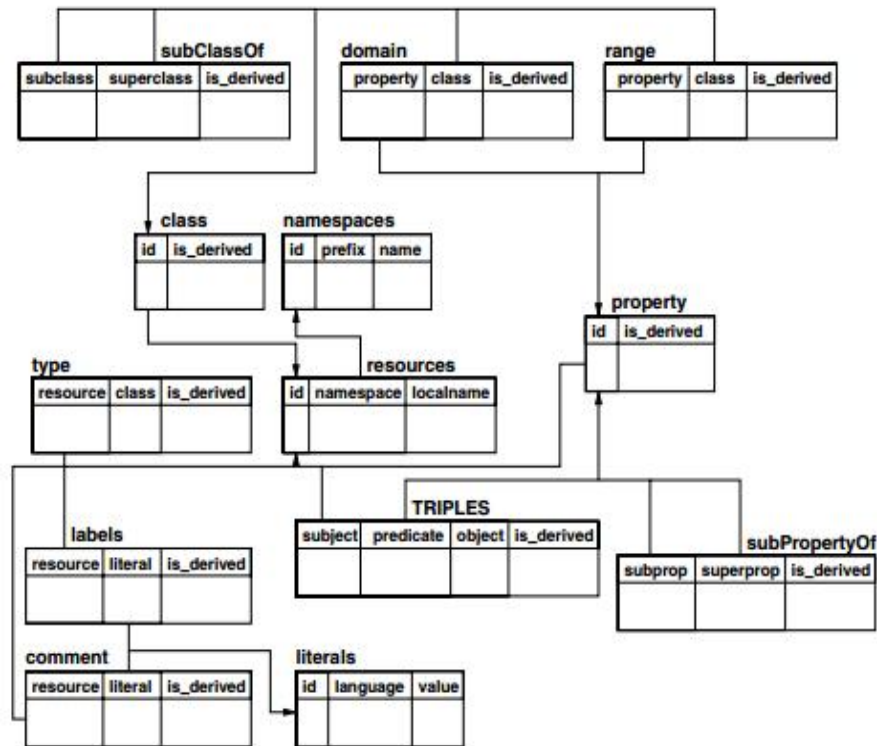 subClassOf domain range
subclass superclass is_derived property class is_derived property class is_derived
class namespaces
id is_derived id prefix name
property
id is_derived
type resources
resource class is_derived id namespace localname
TRIPLES
subject predicate object is_derived
labels subPropertyOf
resource literal is_derived subprop superprop is_derived
comment literals
resource literal is_derived id language value